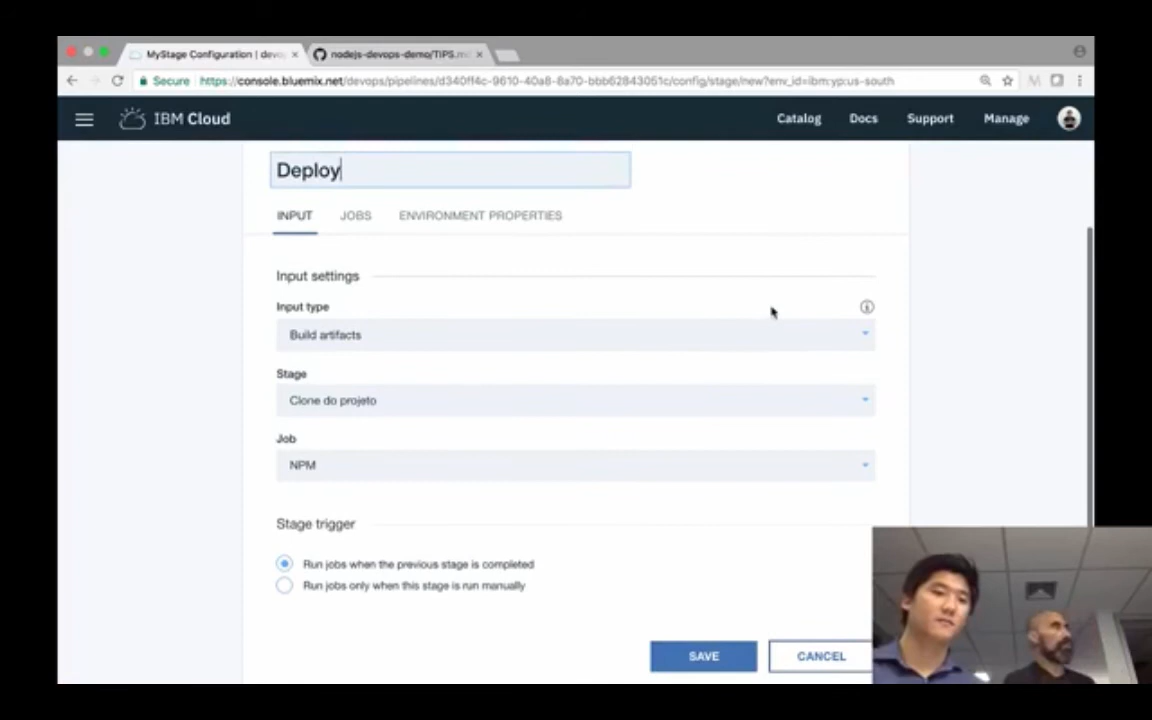 MyStage Configuration | devo
nodejs-devops-demo/TIPS.m
Secure https://console.bluemix.net/devops/pipelines/d340ff4c-9610-40a8-8a70-bbb62843051c/config/stage/new?env_id=ibm:yp:us-south
IBM Cloud
Catalog Docs Support Manage
Deploy
INPUT JOBS ENVIRONMENT PROPERTIES
Input settings
Input type
Build artifacts
Stage
Clone do projeto
Job
NPM
Stage trigger
Run jobs when the previous stage is completed
Run jobs only when this stage is run manually
SAVE CANCEL